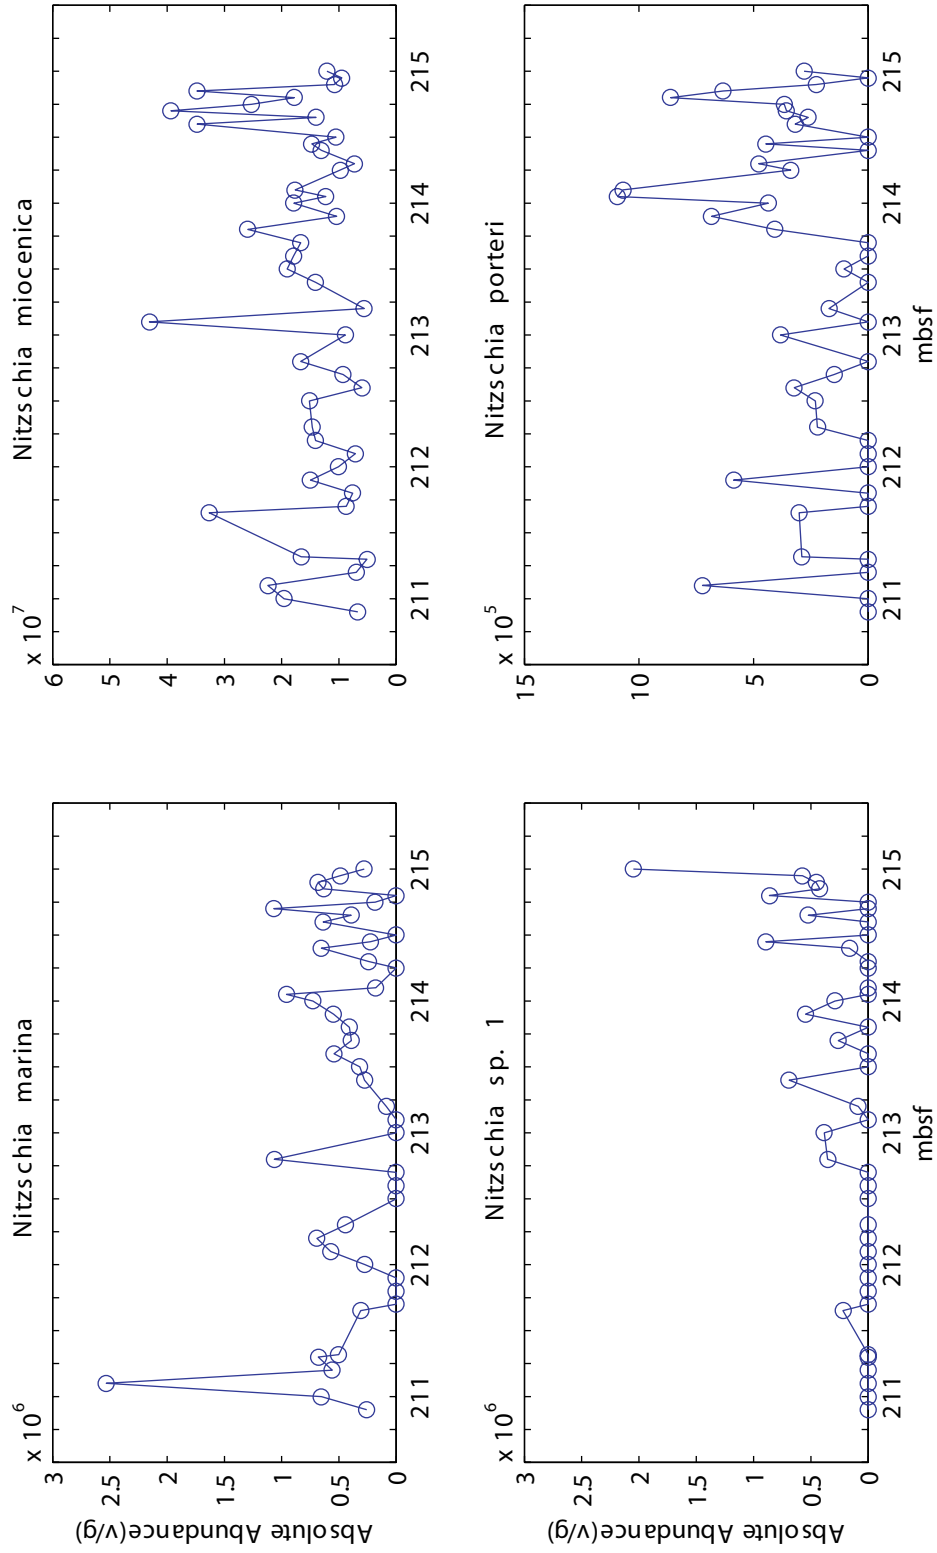 Nitzschia marina
x 10^6
3
2.5
2
1.5
1
0.5
0
Absolute Abundance(v/g)
211 212 213 214 215
Nitzschia miocenica
x 10^7
6
5
4
3
2
1
0
211 212 213 214 215
Nitzschia sp. 1
x 10^6
3
2.5
2
1.5
1
0.5
0
Absolute Abundance(v/g)
211 212 213 214 215
mbsf
Nitzschia porteri
x 10^5
15
10
5
0
211 212 213 214 215
mbsf